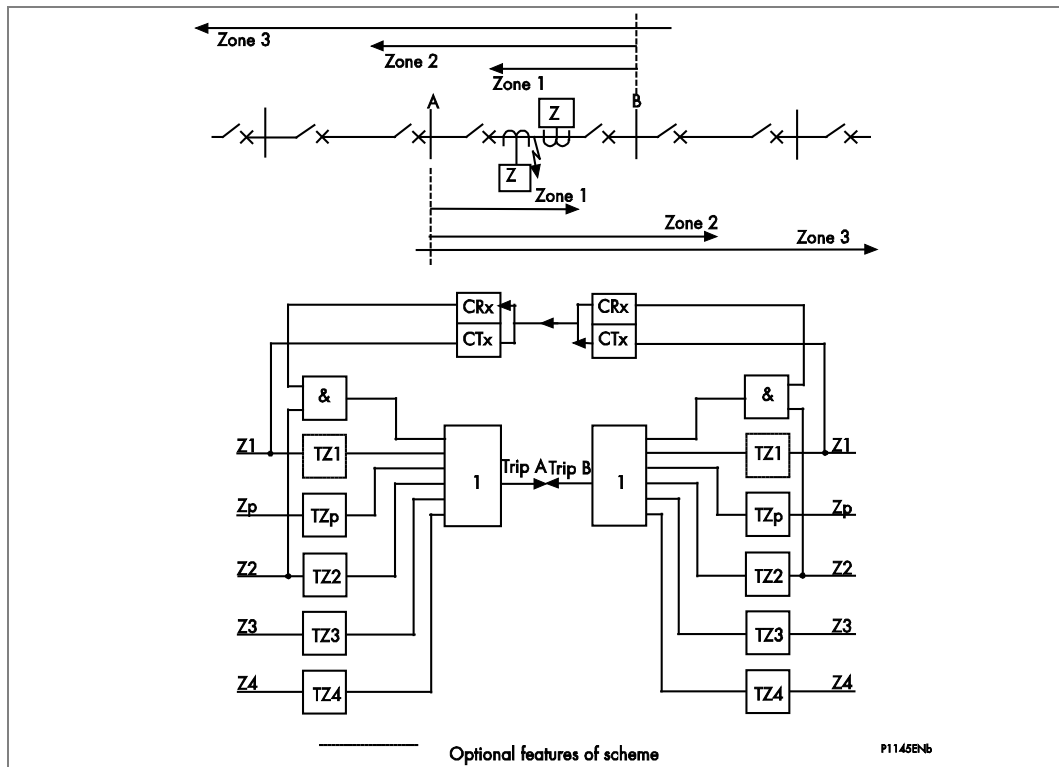 Zone 3
Zone 2
Zone 1
A
B
Z
Z
Zone 1
Zone 2
Zone 3
CRx
CRx
CTx
CTx
&
&
Z1
TZ1
TZ1
Z1
Trip A
Trip B
1
1
Zp
TZp
TZp
Zp
Z2
TZ2
TZ2
Z2
Z3
TZ3
TZ3
Z3
Z4
TZ4
TZ4
Z4
Optional features of scheme
P1145ENb